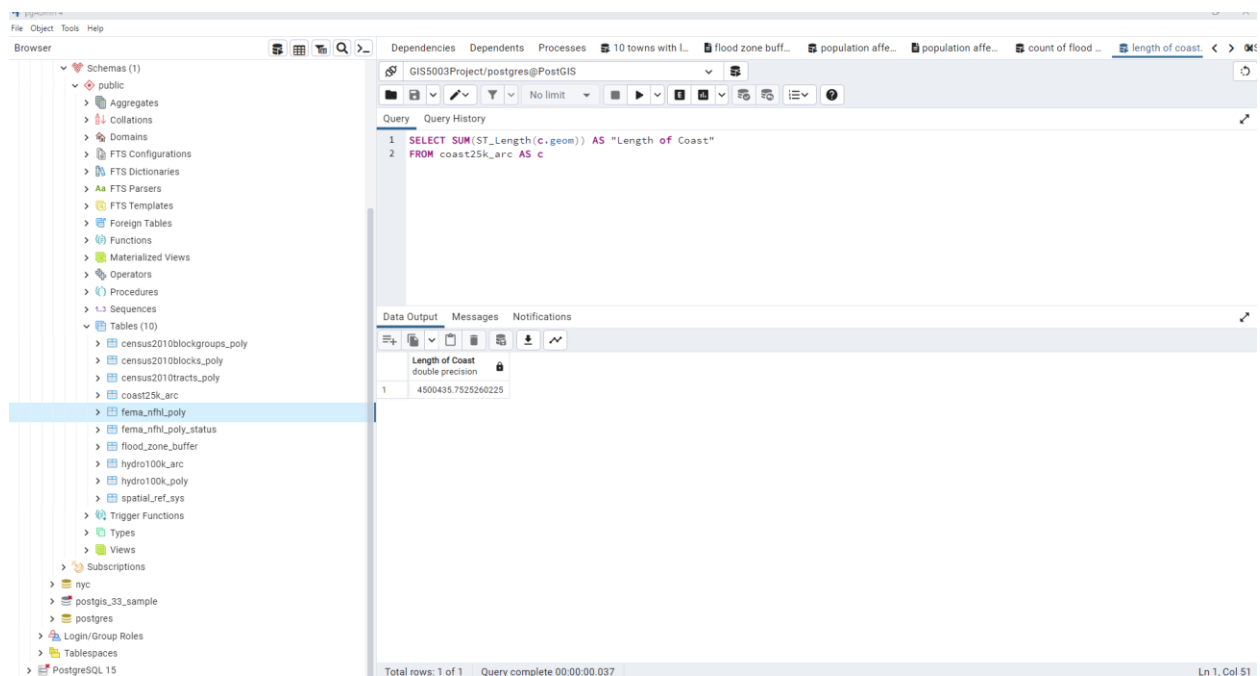 pgAdmin 4
File Object Tools Help
Browser
Dependencies Dependents Processes 10 towns with l... flood zone buff... population affe... population affe... count of flood ... length of coast.
Schemas (1)
public
Aggregates
Collations
Domains
FTS Configurations
FTS Dictionaries
Aa FTS Parsers
FTS Templates
Foreign Tables
Functions
Materialized Views
Operators
Procedures
1..3 Sequences
Tables (10)
census2010blockgroups_poly
census2010blocks_poly
census2010tracts_poly
coast25k_arc
fema_nfhl_poly
fema_nfhl_poly_status
flood_zone_buffer
hydro100k_arc
hydro100k_poly
spatial_ref_sys
Trigger Functions
Types
Views
Subscriptions
nyc
postgis_33_sample
postgres
Login/Group Roles
Tablespaces
PostgreSQL 15
GIS5003Project/postgres@PostGIS
No limit
E
Query Query History
1 SELECT SUM(ST_Length(c.geom)) AS "Length of Coast"
2 FROM coast25k_arc AS c
Data Output Messages Notifications
Length of Coast
double precision
1 4500435.7525260225
Total rows: 1 of 1 Query complete 00:00:00.037 Ln 1, Col 51